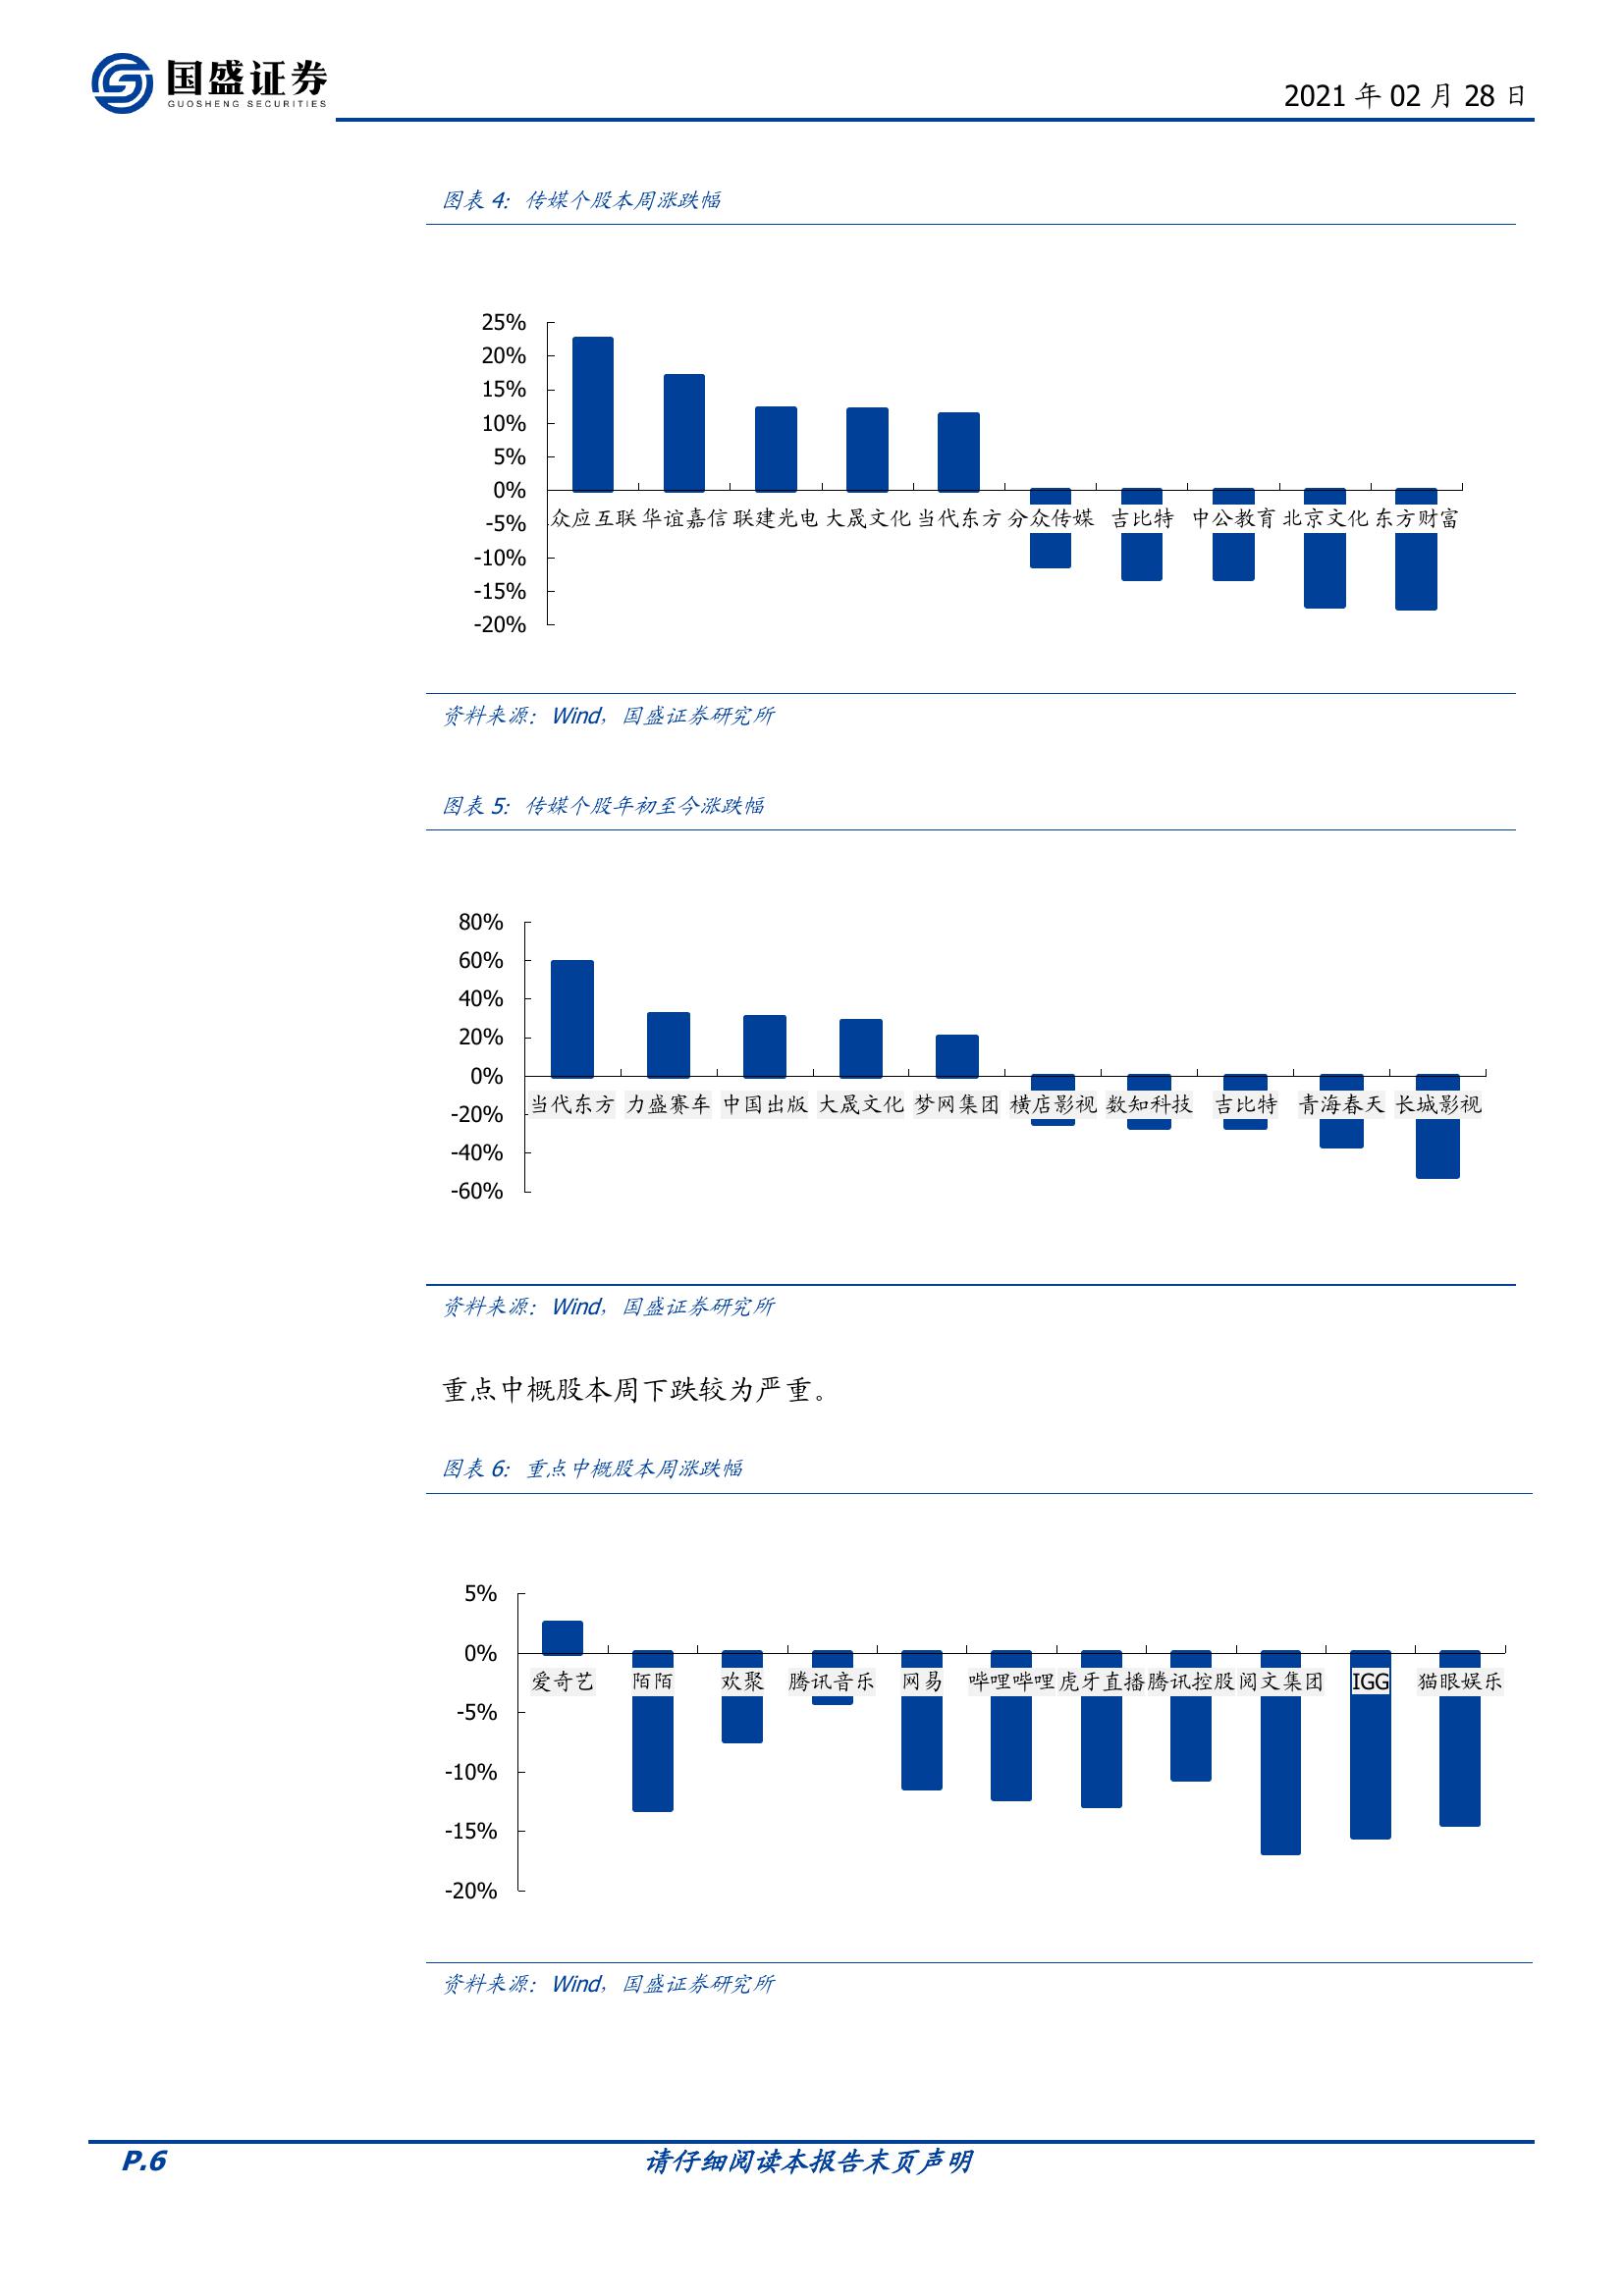 国盛证券
GUOSHENG SECURITIES
2021 年 02 月 28 日
图表 4：传媒个股本周涨跌幅
25%
20%
15%
10%
5%
0%
-5%
-10%
-15%
-20%
众应互联 华谊嘉信 联建光电 大晟文化 当代东方 分众传媒 吉比特 中公教育 北京文化 东方财富
资料来源：Wind，国盛证券研究所
图表 5：传媒个股年初至今涨跌幅
80%
60%
40%
20%
0%
-20%
-40%
-60%
当代东方 力盛赛车 中国出版 大晟文化 梦网集团 横店影视 数知科技 吉比特 青海春天 长城影视
资料来源：Wind，国盛证券研究所
重点中概股本周下跌较为严重。
图表 6：重点中概股本周涨跌幅
5%
0%
-5%
-10%
-15%
-20%
爱奇艺 陌陌 欢聚 腾讯音乐 网易 哔哩哔哩 虎牙直播 腾讯控股 阅文集团 IGG 猫眼娱乐
资料来源：Wind，国盛证券研究所
P.6 请仔细阅读本报告末页声明